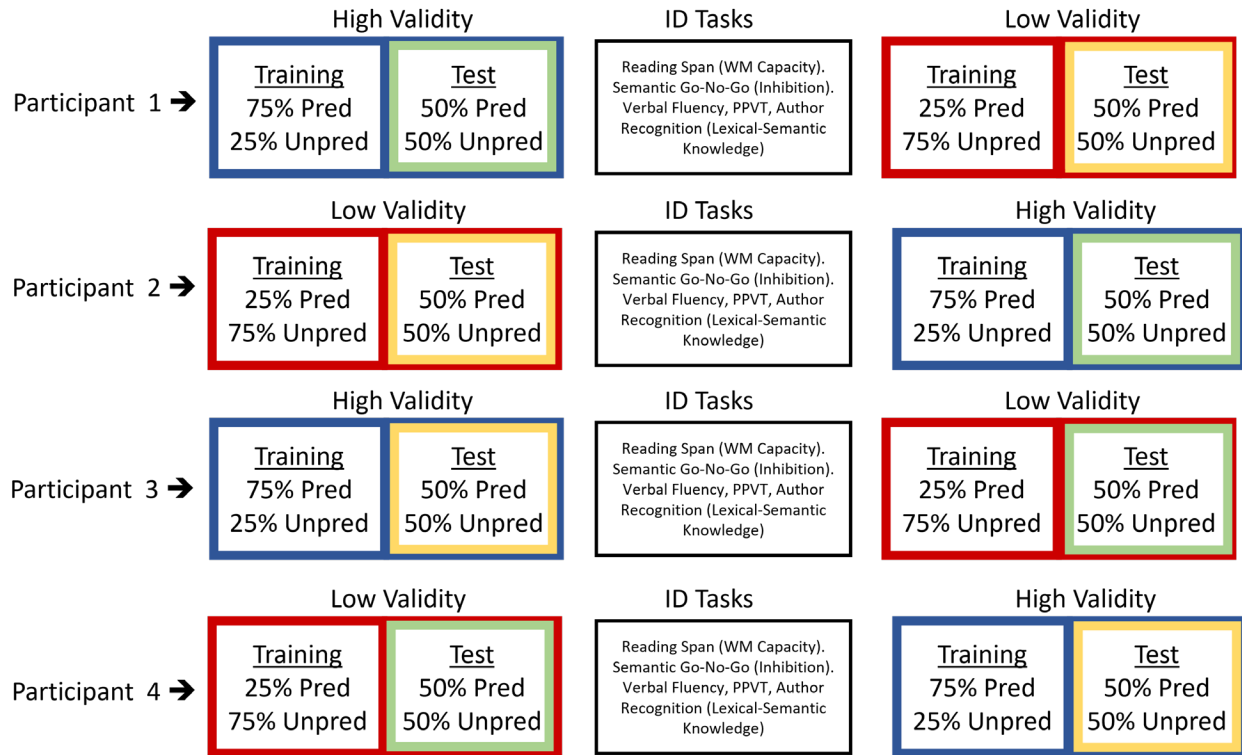 High Validity ID Tasks Low Validity
Participant 1 ➔
Training
75% Pred
25% Unpred
Test
50% Pred
50% Unpred
Reading Span (WM Capacity).
Semantic Go-No-Go (Inhibition).
Verbal Fluency, PPVT, Author
Recognition (Lexical-Semantic
Knowledge)
Training
25% Pred
75% Unpred
Test
50% Pred
50% Unpred
Low Validity ID Tasks High Validity
Participant 2 ➔
Training
25% Pred
75% Unpred
Test
50% Pred
50% Unpred
Reading Span (WM Capacity).
Semantic Go-No-Go (Inhibition).
Verbal Fluency, PPVT, Author
Recognition (Lexical-Semantic
Knowledge)
Training
75% Pred
25% Unpred
Test
50% Pred
50% Unpred
High Validity ID Tasks Low Validity
Participant 3 ➔
Training
75% Pred
25% Unpred
Test
50% Pred
50% Unpred
Reading Span (WM Capacity).
Semantic Go-No-Go (Inhibition).
Verbal Fluency, PPVT, Author
Recognition (Lexical-Semantic
Knowledge)
Training
25% Pred
75% Unpred
Test
50% Pred
50% Unpred
Low Validity ID Tasks High Validity
Participant 4 ➔
Training
25% Pred
75% Unpred
Test
50% Pred
50% Unpred
Reading Span (WM Capacity).
Semantic Go-No-Go (Inhibition).
Verbal Fluency, PPVT, Author
Recognition (Lexical-Semantic
Knowledge)
Training
75% Pred
25% Unpred
Test
50% Pred
50% Unpred